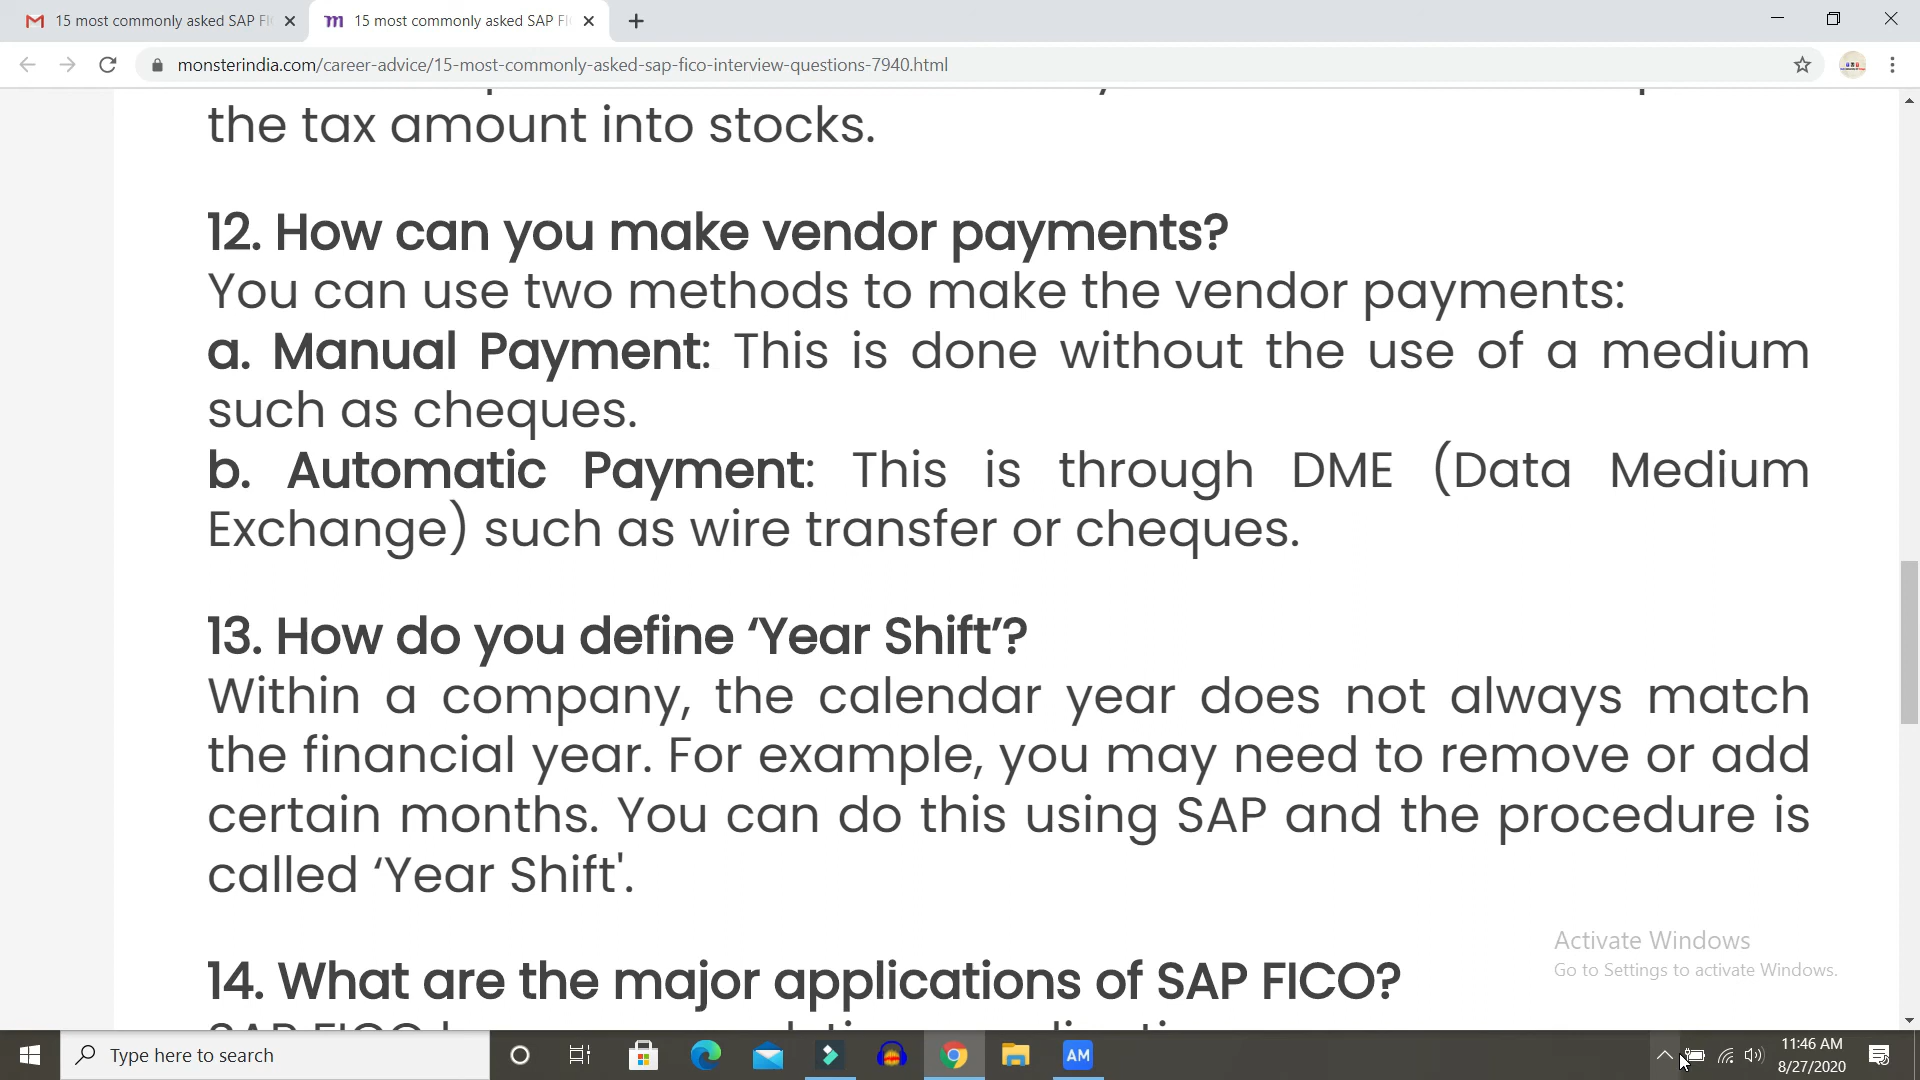 15 most commonly asked SAP FI
15 most commonly asked SAP FI
monsterindia.com/career-advice/15-most-commonly-asked-sap-fico-interview-questions-7940.html
the tax amount into stocks.
12. How can you make vendor payments?
You can use two methods to make the vendor payments:
a. Manual Payment: This is done without the use of a medium
such as cheques.
b. Automatic Payment: This is through DME (Data Medium
Exchange) such as wire transfer or cheques.
13. How do you define ‘Year Shift’?
Within a company, the calendar year does not always match
the financial year. For example, you may need to remove or add
certain months. You can do this using SAP and the procedure is
called ‘Year Shift'.
Activate Windows
Go to Settings to activate Windows.
14. What are the major applications of SAP FICO?
Type here to search
AM
11:46 AM
8/27/2020